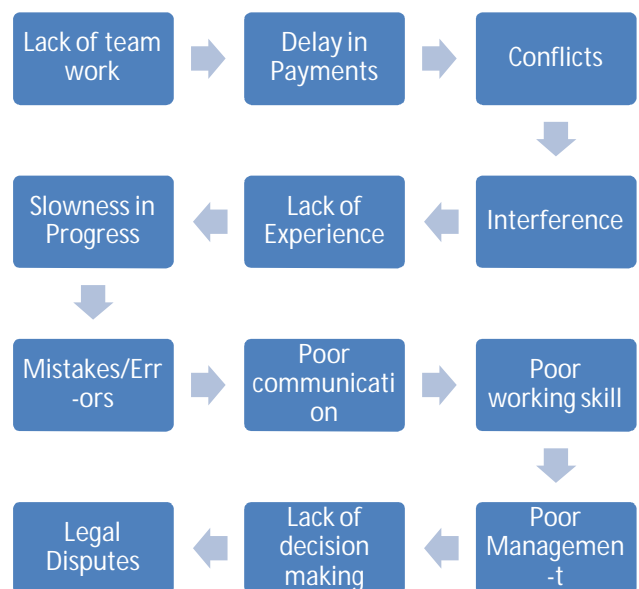 Lack of team
work
Delay in
Payments
Conflicts
Slowness in
Progress
Lack of
Experience
Interference
Mistakes/Err
-ors
Poor
communicati
on
Poor
working skill
Legal
Disputes
Lack of
decision
making
Poor
Managemen
-t